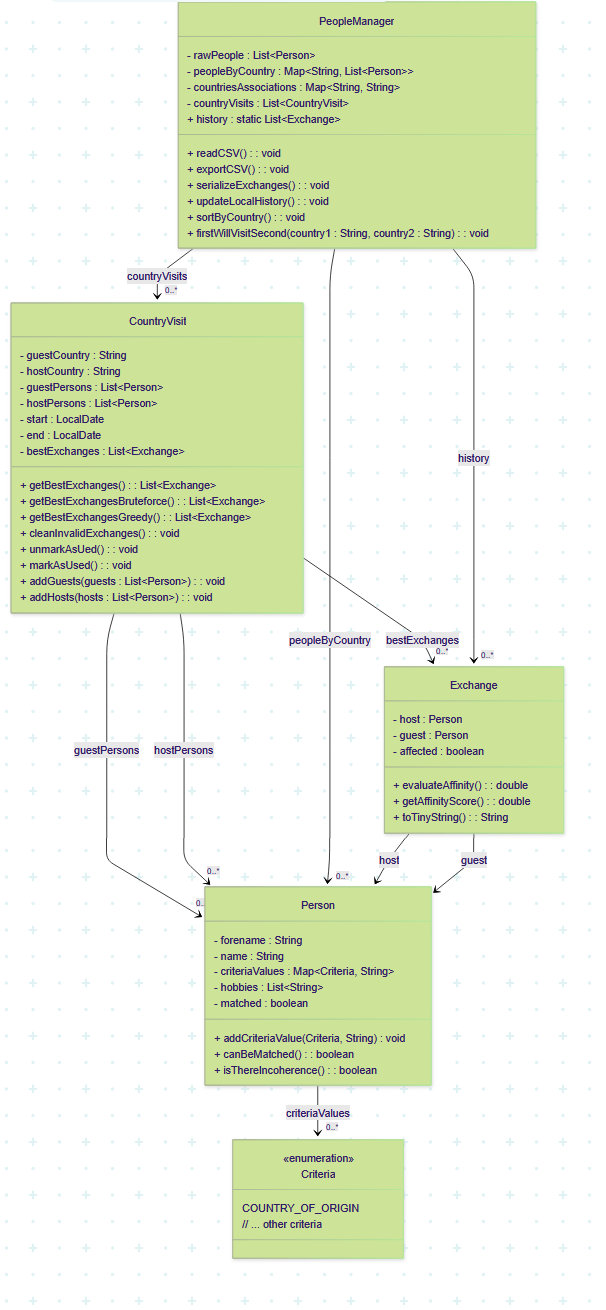 PeopleManager
- rawPeople : List<Person>
- peopleByCountry : Map<String, List<Person>>
- countriesAssociations : Map<String, String>
- countryVisits : List<CountryVisit>
+ history : static List<Exchange>
+ readCSV() : : void
+ exportCSV() : : void
+ serializeExchanges() : : void
+ updateLocalHistory() : : void
+ sortByCountry() : : void
+ firstWillVisitSecond(country1 : String, country2 : String) : : void
countryVisits
0..*
CountryVisit
- guestCountry : String
- hostCountry : String
- guestPersons : List<Person>
- hostPersons : List<Person>
- start : LocalDate
- end : LocalDate
- bestExchanges : List<Exchange>
+ getBestExchanges() : : List<Exchange>
+ getBestExchangesBruteforce() : : List<Exchange>
+ getBestExchangesGreedy() : : List<Exchange>
+ cleanInvalidExchanges() : : void
+ unmarkAsUed() : : void
+ markAsUsed() : : void
+ addGuests(guests : List<Person>) : : void
+ addHosts(hosts : List<Person>) : : void
history
peopleByCountry
bestExchanges
0..*
0..*
Exchange
- host : Person
- guest : Person
- affected : boolean
+ evaluateAffinity() : : double
+ getAffinityScore() : : double
+ toTinyString() : : String
guestPersons
hostPersons
host
guest
0..*
0..*
0..
Person
- forename : String
- name : String
- criteriaValues : Map<Criteria, String>
- hobbies : List<String>
- matched : boolean
+ addCriteriaValue(Criteria, String) : void
+ canBeMatched() : : boolean
+ isThereIncoherence() : : boolean
criteriaValues
0..*
«enumeration»
Criteria
COUNTRY_OF_ORIGIN
// ... other criteria